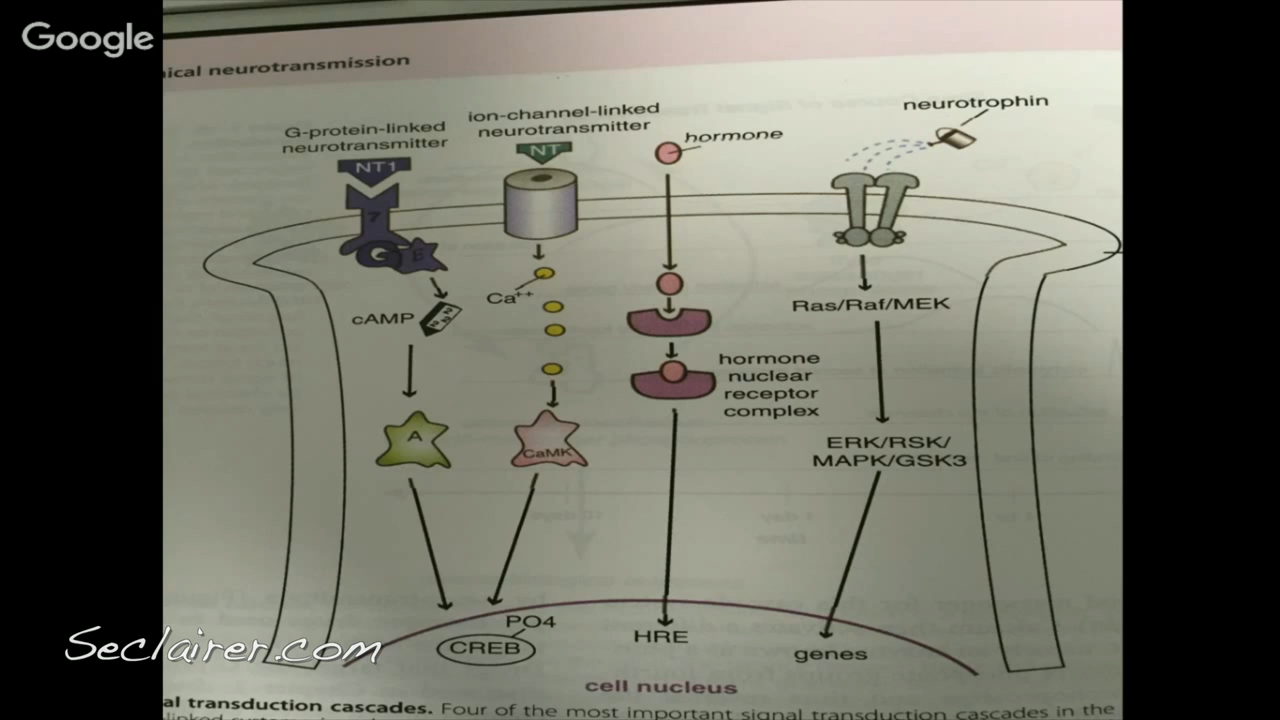 Google
ical neurotransmission
G-protein-linked
neurotransmitter
NT1
7
G
ion-channel-linked
neurotransmitter
NT
hormone
neurotrophin
Ca++
cAMP
Ras/Raf/MEK
hormone
nuclear
receptor
complex
A
CaMK
ERK/RSK/
MAPK/GSK3
PO4
CREB
HRE
genes
cell nucleus
Seclairer.com
al transduction cascades. Four of the most important signal transduction cascades in the